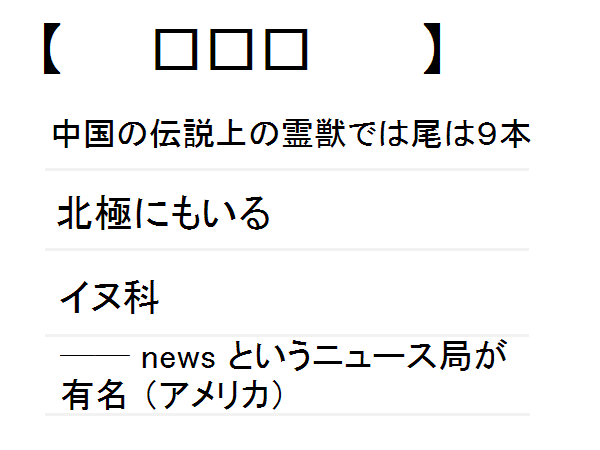 【　□□□　】
中国の伝説上の霊獣では尾は９本
北極にもいる
イヌ科
―― news というニュース局が
有名（アメリカ）